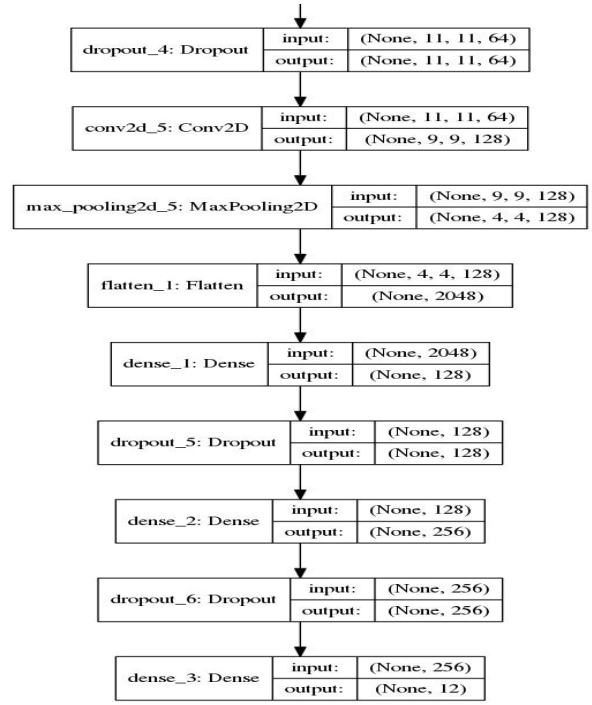 dropout_4: Dropout
input: (None, 11, 11, 64)
output: (None, 11, 11, 64)
conv2d_5: Conv2D
input: (None, 11, 11, 64)
output: (None, 9, 9, 128)
max_pooling2d_5: MaxPooling2D
input: (None, 9, 9, 128)
output: (None, 4, 4, 128)
flatten_1: Flatten
input: (None, 4, 4, 128)
output: (None, 2048)
dense_1: Dense
input: (None, 2048)
output: (None, 128)
dropout_5: Dropout
input: (None, 128)
output: (None, 128)
dense_2: Dense
input: (None, 128)
output: (None, 256)
dropout_6: Dropout
input: (None, 256)
output: (None, 256)
dense_3: Dense
input: (None, 256)
output: (None, 12)